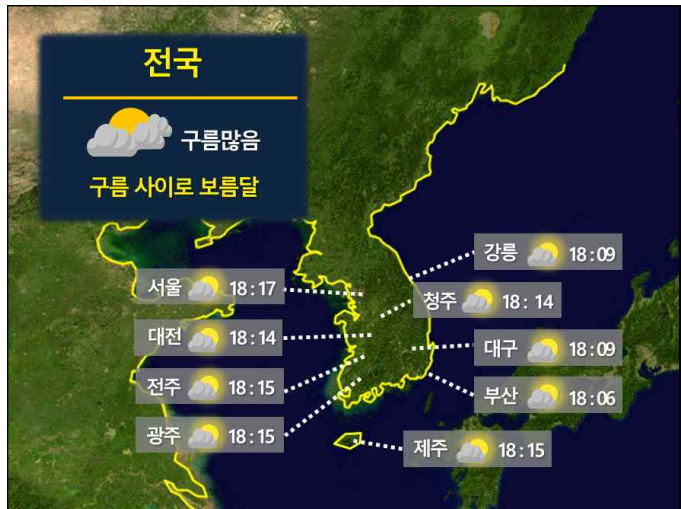 전국
구름많음
구름 사이로 보름달
강릉 18:09
서울 18:17
청주 18:14
대전 18:14
대구 18:09
전주 18:15
부산 18:06
광주 18:15
제주 18:15